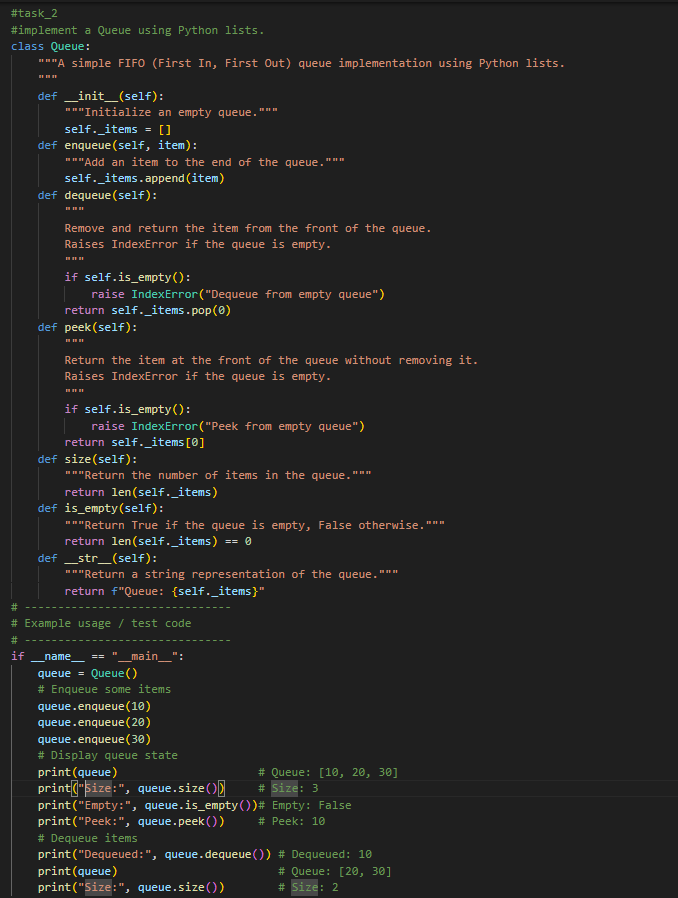 #task_2
#implement a Queue using Python lists.
class Queue:
    """A simple FIFO (First In, First Out) queue implementation using Python lists.
    """
    def __init__(self):
        """Initialize an empty queue."""
        self._items = []
    def enqueue(self, item):
        """Add an item to the end of the queue."""
        self._items.append(item)
    def dequeue(self):
        """
        Remove and return the item from the front of the queue.
        Raises IndexError if the queue is empty.
        """
        if self.is_empty():
            raise IndexError("Dequeue from empty queue")
        return self._items.pop(0)
    def peek(self):
        """
        Return the item at the front of the queue without removing it.
        Raises IndexError if the queue is empty.
        """
        if self.is_empty():
            raise IndexError("Peek from empty queue")
        return self._items[0]
    def size(self):
        """Return the number of items in the queue."""
        return len(self._items)
    def is_empty(self):
        """Return True if the queue is empty, False otherwise."""
        return len(self._items) == 0
    def __str__(self):
        """Return a string representation of the queue."""
        return f"Queue: {self._items}"
# -------------------------------
# Example usage / test code
# -------------------------------
if __name__ == "__main__":
    queue = Queue()
    # Enqueue some items
    queue.enqueue(10)
    queue.enqueue(20)
    queue.enqueue(30)
    # Display queue state
    print(queue)                     # Queue: [10, 20, 30]
    print("Size:", queue.size())     # Size: 3
    print("Empty:", queue.is_empty())# Empty: False
    print("Peek:", queue.peek())     # Peek: 10
    # Dequeue items
    print("Dequeued:", queue.dequeue()) # Dequeued: 10
    print(queue)                        # Queue: [20, 30]
    print("Size:", queue.size())        # Size: 2